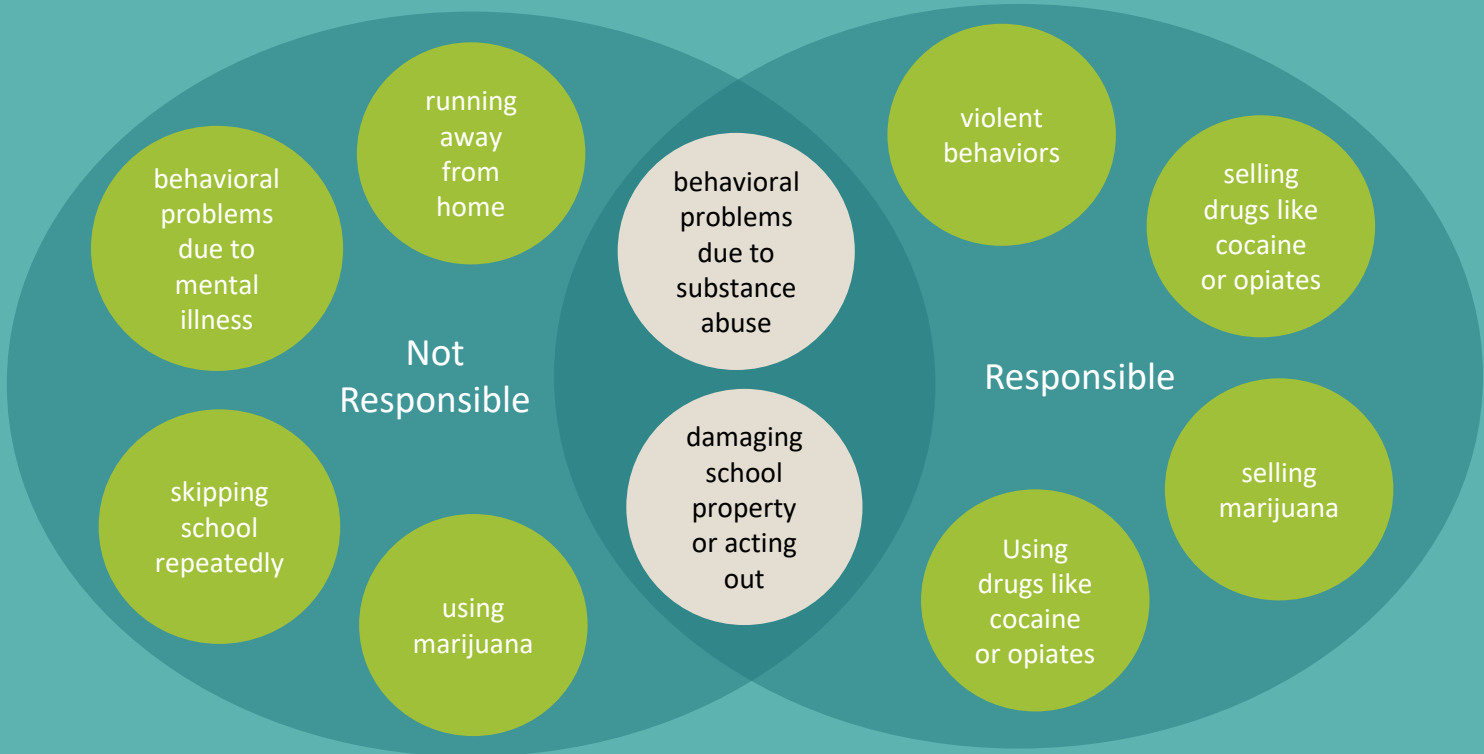 behavioral
problems
due to
mental
illness
running
away
from
home
Not
Responsible
skipping
school
repeatedly
using
marijuana
behavioral
problems
due to
substance
abuse
damaging
school
property
or acting
out
violent
behaviors
selling
drugs like
cocaine
or opiates
Responsible
selling
marijuana
Using
drugs like
cocaine
or opiates